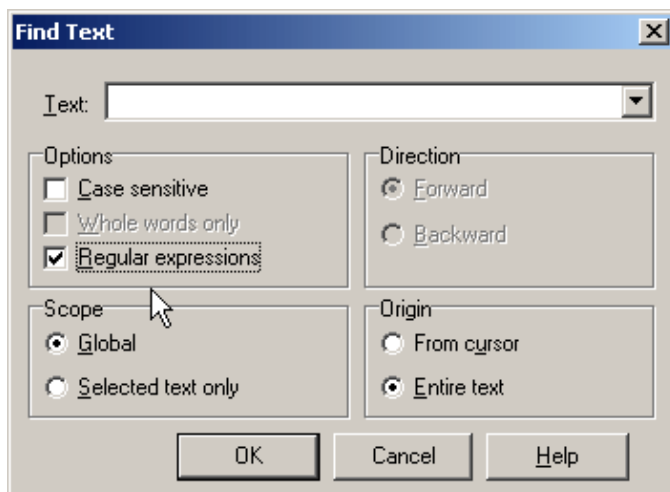 Find Text
Text:
Options
Case sensitive
Whole words only
Regular expressions
Direction
Forward
Backward
Scope
Global
Selected text only
Origin
From cursor
Entire text
OK Cancel Help